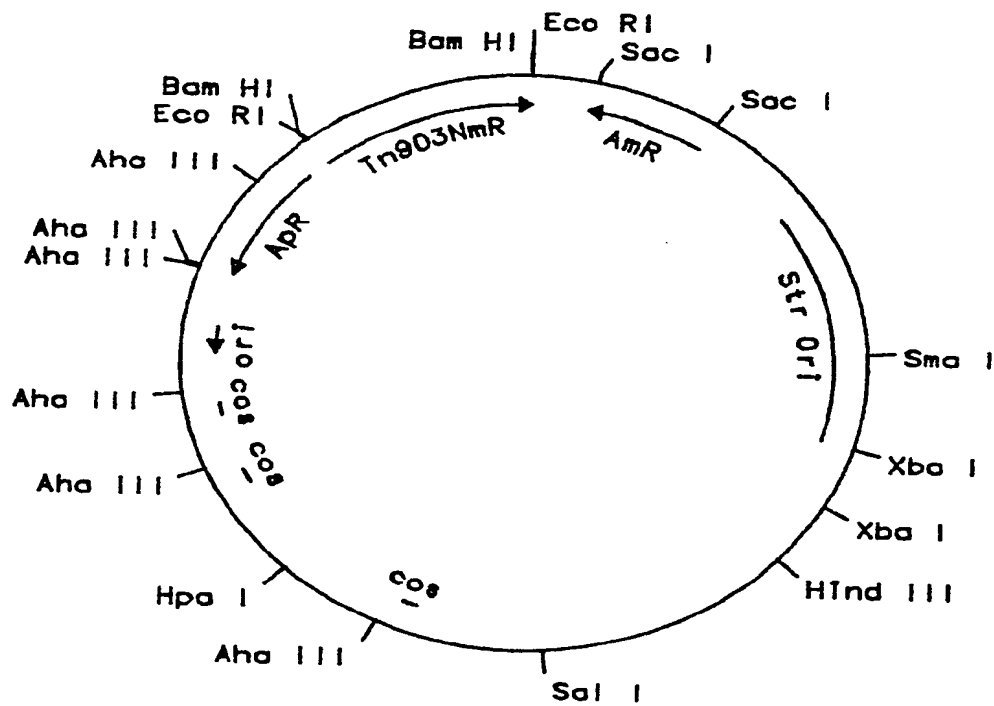 Eco RI
Bam HI
Sac I
Bam HI
Sac I
Eco RI
Tn903NmR
AmR
Aha III
ApR
Aha III
Aha III
Str Ori
ori
Sma I
Aha III
cos
cos
Xba I
Aha III
Xba I
cos
Hind III
Hpa I
Aha III
Sal I